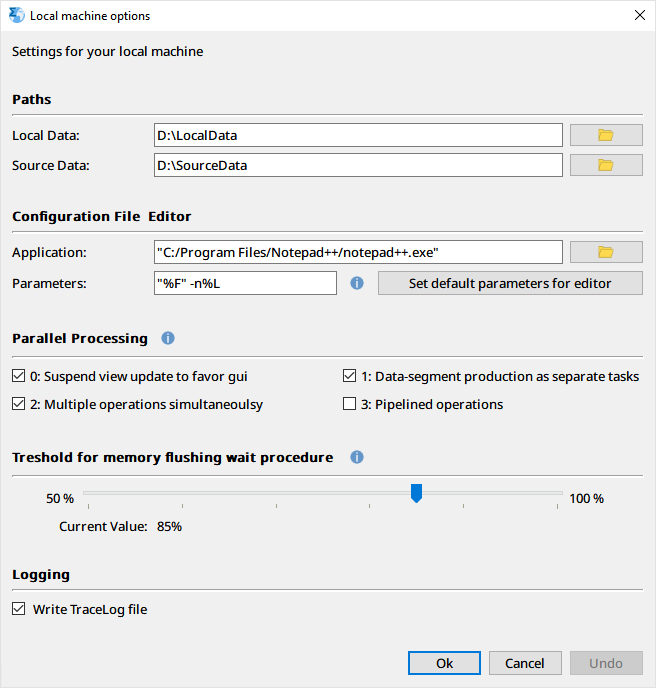 Local machine options
Settings for your local machine
Paths
Local Data: D:\LocalData
Source Data: D:\SourceData
Configuration File Editor
Application: "C:/Program Files/Notepad++/notepad++.exe"
Parameters: "%F" -n%L Set default parameters for editor
Parallel Processing
0: Suspend view update to favor gui 1: Data-segment production as separate tasks
2: Multiple operations simultaneoulsy 3: Pipelined operations
Treshold for memory flushing wait procedure
50 % 100 %
Current Value: 85%
Logging
Write TraceLog file
Ok Cancel Undo